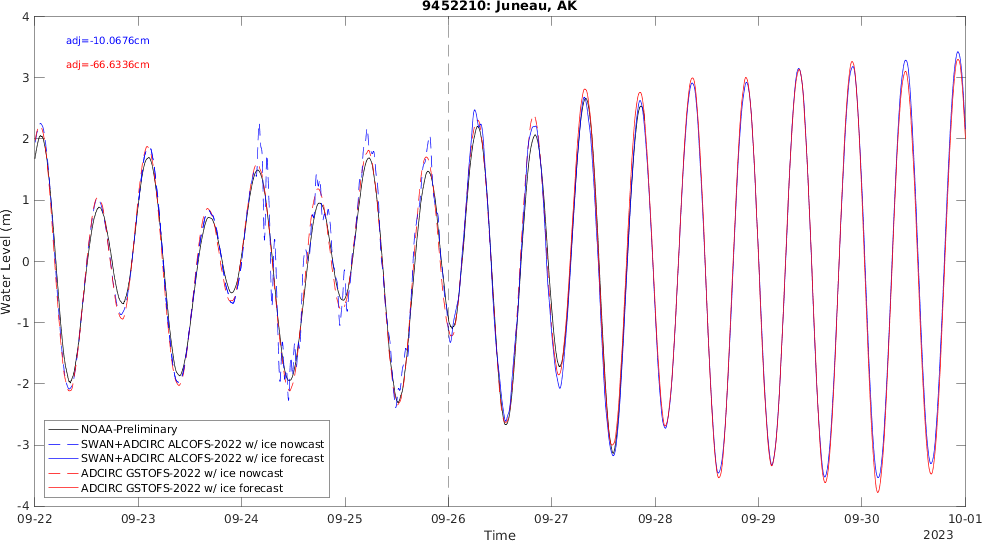 9452210: Juneau, AK
adj=-10.0676cm
adj=-66.6336cm
Water Level (m)
4
3
2
1
0
-1
-2
-3
-4
NOAA-Preliminary
SWAN+ADCIRC ALCOFS-2022 w/ ice nowcast
SWAN+ADCIRC ALCOFS-2022 w/ ice forecast
ADCIRC GSTOFS-2022 w/ ice nowcast
ADCIRC GSTOFS-2022 w/ ice forecast
09-22 09-23 09-24 09-25 09-26 09-27 09-28 09-29 09-30 10-01
Time
2023